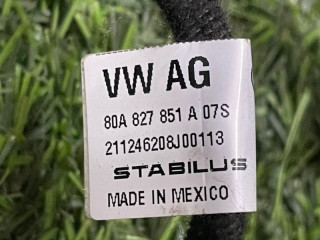 VW AG
80A 827 851 A 07S
211246208J00113
STABILUS
MADE IN MEXICO